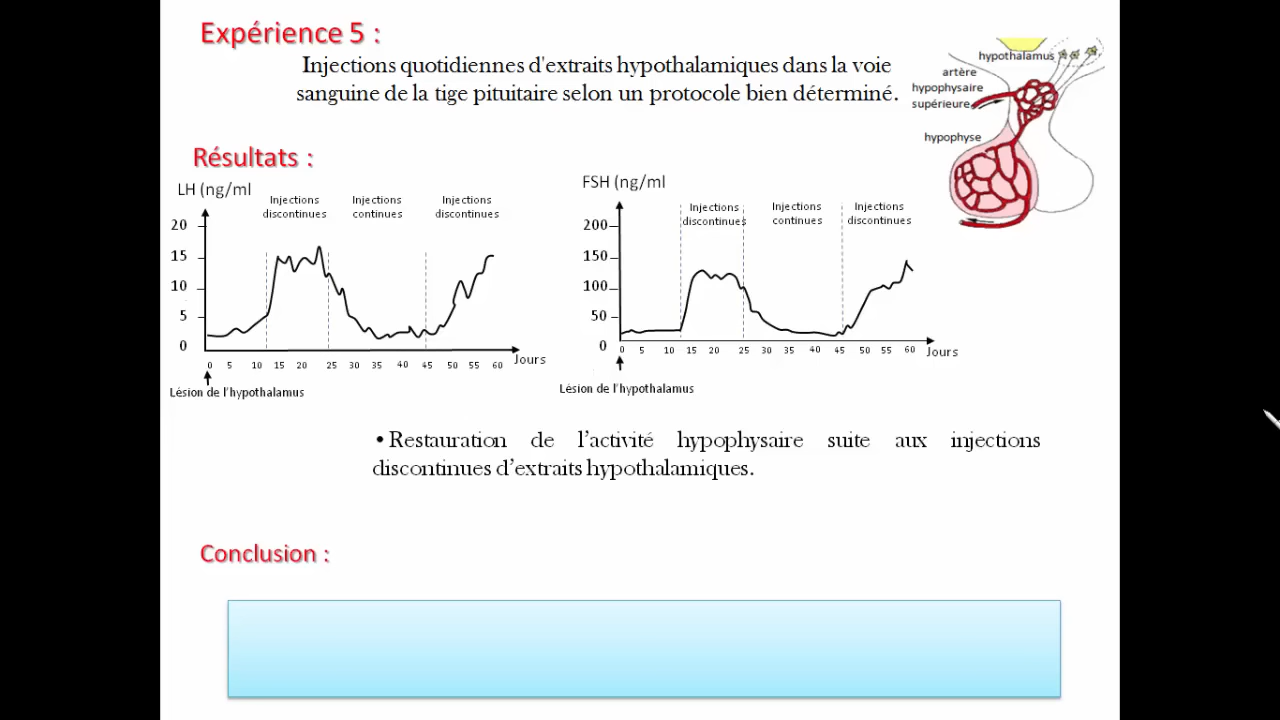 Expérience 5 :
Injections quotidiennes d'extraits hypothalamiques dans la voie
sanguine de la tige pituitaire selon un protocole bien déterminé.
hypothalamus
artère
hypophysaire
supérieure
hypophyse
Résultats :
LH (ng/ml
Injections
discontinues
Injections
continues
Injections
discontinues
20
15
10
5
0
0 5 10 15 20 25 30 35 40 45 50 55 60
Jours
Lésion de l'hypothalamus
FSH (ng/ml
Injections
discontinues
Injections
continues
Injections
discontinues
200
150
100
50
0
0 5 10 15 20 25 30 35 40 45 50 55 60
Jours
Lésion de l'hypothalamus
• Restauration de l'activité hypophysaire suite aux injections
discontinues d'extraits hypothalamiques.
Conclusion :